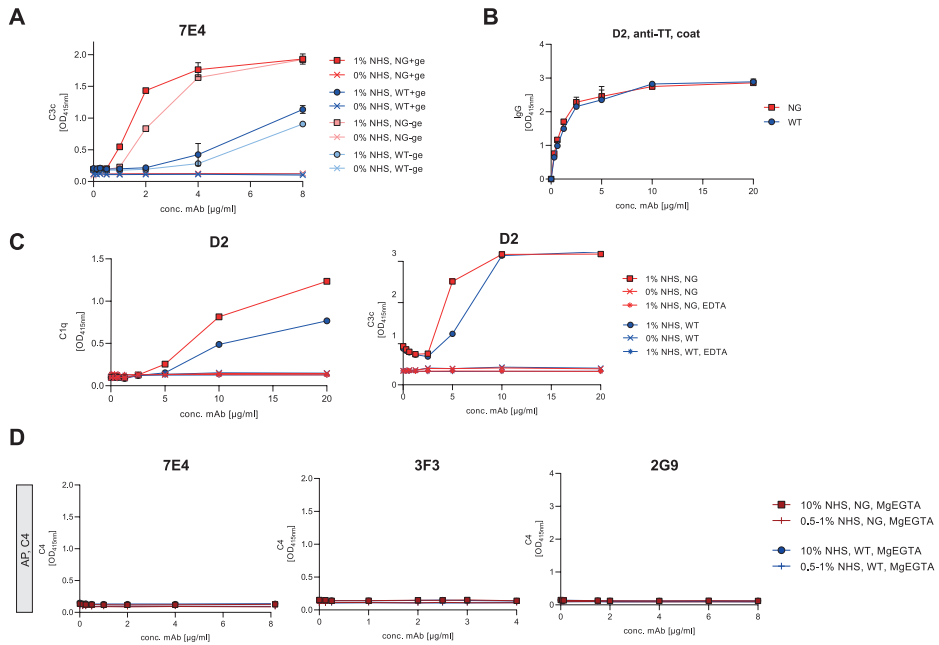 A
7E4
C3c
[OD415nm]
2.0
1.5
1.0
0.5
0.0
0
2
4
6
8
conc. mAb [µg/ml]
1% NHS, NG+ge
0% NHS, NG+ge
1% NHS, WT+ge
0% NHS, WT+ge
1% NHS, NG-ge
0% NHS, NG-ge
1% NHS, WT-ge
0% NHS, WT-ge
B
D2, anti-TT, coat
IgG
[OD415nm]
4
3
2
1
0
0
5
10
15
20
conc. mAb [µg/ml]
NG
WT
C
D2
C1q
[OD415nm]
1.5
1.0
0.5
0.0
0
5
10
15
20
conc. mAb [µg/ml]
D2
C3c
[OD415nm]
3
2
1
0
0
5
10
15
20
conc. mAb [µg/ml]
1% NHS, NG
0% NHS, NG
1% NHS, NG, EDTA
1% NHS, WT
0% NHS, WT
1% NHS, WT, EDTA
D
AP, C4
7E4
C4
[OD415nm]
2.0
1.5
1.0
0.5
0.0
0
2
4
6
8
conc. mAb [µg/ml]
3F3
C4
[OD415nm]
2.0
1.5
1.0
0.5
0.0
0
1
2
3
4
conc. mAb [µg/ml]
2G9
C4
[OD415nm]
4
3
2
1
0
0
2
4
6
8
conc. mAb [µg/ml]
10% NHS, NG, MgEGTA
0.5-1% NHS, NG, MgEGTA
10% NHS, WT, MgEGTA
0.5-1% NHS, WT, MgEGTA